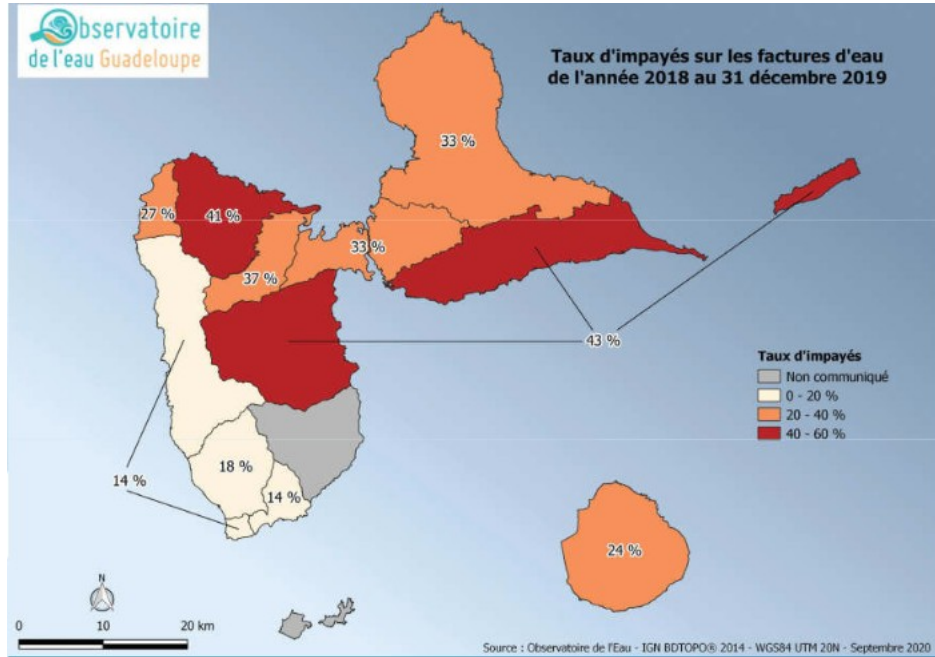 Observatoire
de l'eau Guadeloupe
Taux d'impayés sur les factures d'eau
de l'année 2018 au 31 décembre 2019
33 %
27 %
41 %
33 %
37 %
43 %
Taux d'impayés
Non communiqué
0 - 20 %
20 - 40 %
40 - 60 %
18 %
14 %
14 %
24 %
N
0 10 20 km
Source : Observatoire de l'Eau - IGN BDTOPO® 2014 - WGS84 UTM 20N - Septembre 2020